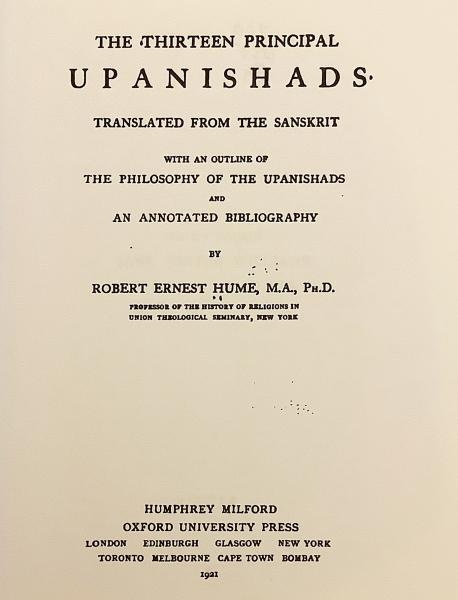 THE THIRTEEN PRINCIPAL
UPANISHADS
TRANSLATED FROM THE SANSKRIT
WITH AN OUTLINE OF
THE PHILOSOPHY OF THE UPANISHADS
AND
AN ANNOTATED BIBLIOGRAPHY
BY
ROBERT ERNEST HUME, M.A., PH.D.
PROFESSOR OF THE HISTORY OF RELIGIONS IN
UNION THEOLOGICAL SEMINARY, NEW YORK
HUMPHREY MILFORD
OXFORD UNIVERSITY PRESS
LONDON EDINBURGH GLASGOW NEW YORK
TORONTO MELBOURNE CAPE TOWN BOMBAY
1921